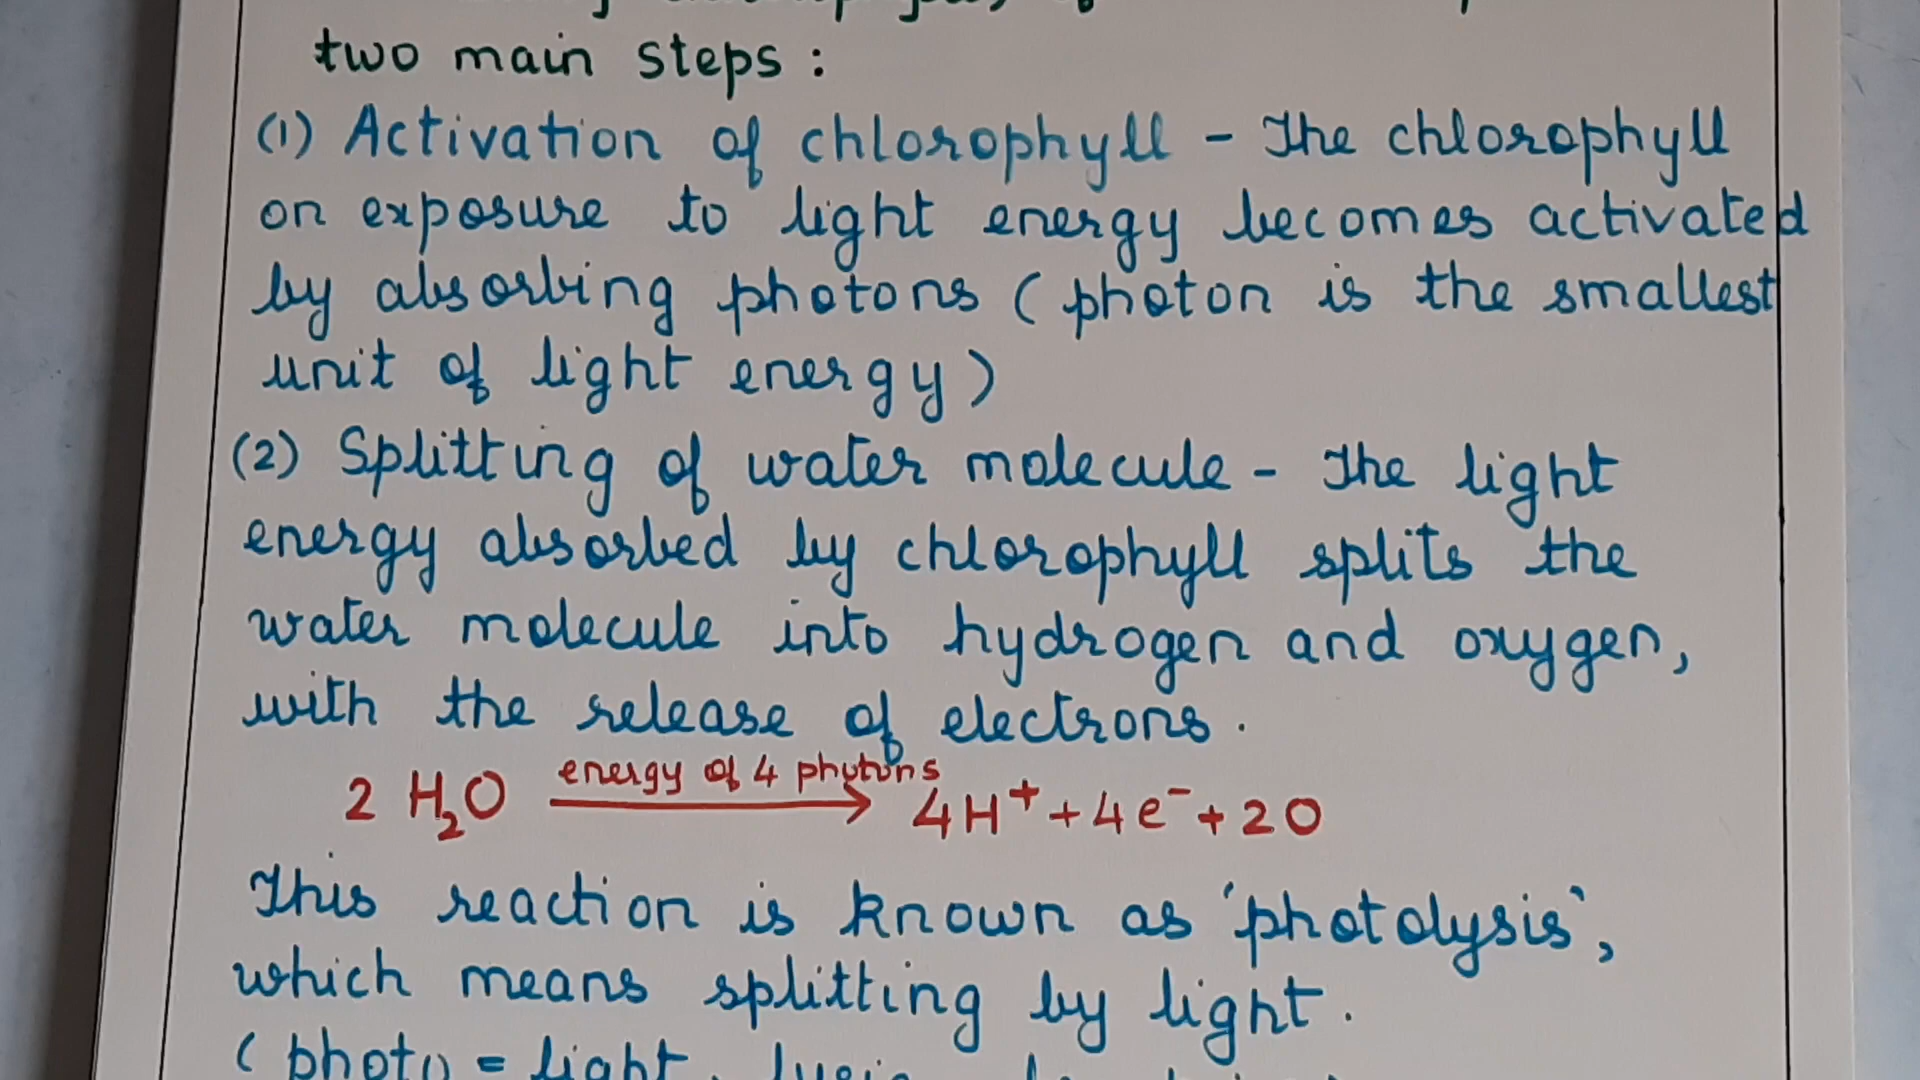 two main steps :
(1) Activation of chlorophyll - The chlorophyll
on exposure to light energy becomes activated
by absorbing photons ( photon is the smallest
unit of light energy )
(2) Splitting of water molecule - The light
energy absorbed by chlorophyll splits the
water molecule into hydrogen and oxygen,
with the release of electrons.
energy of 4 photons
2 H₂O ⟶ 4H⁺ + 4e⁻ + 2O
This reaction is known as 'photolysis',
which means splitting by light.
( photo = light,